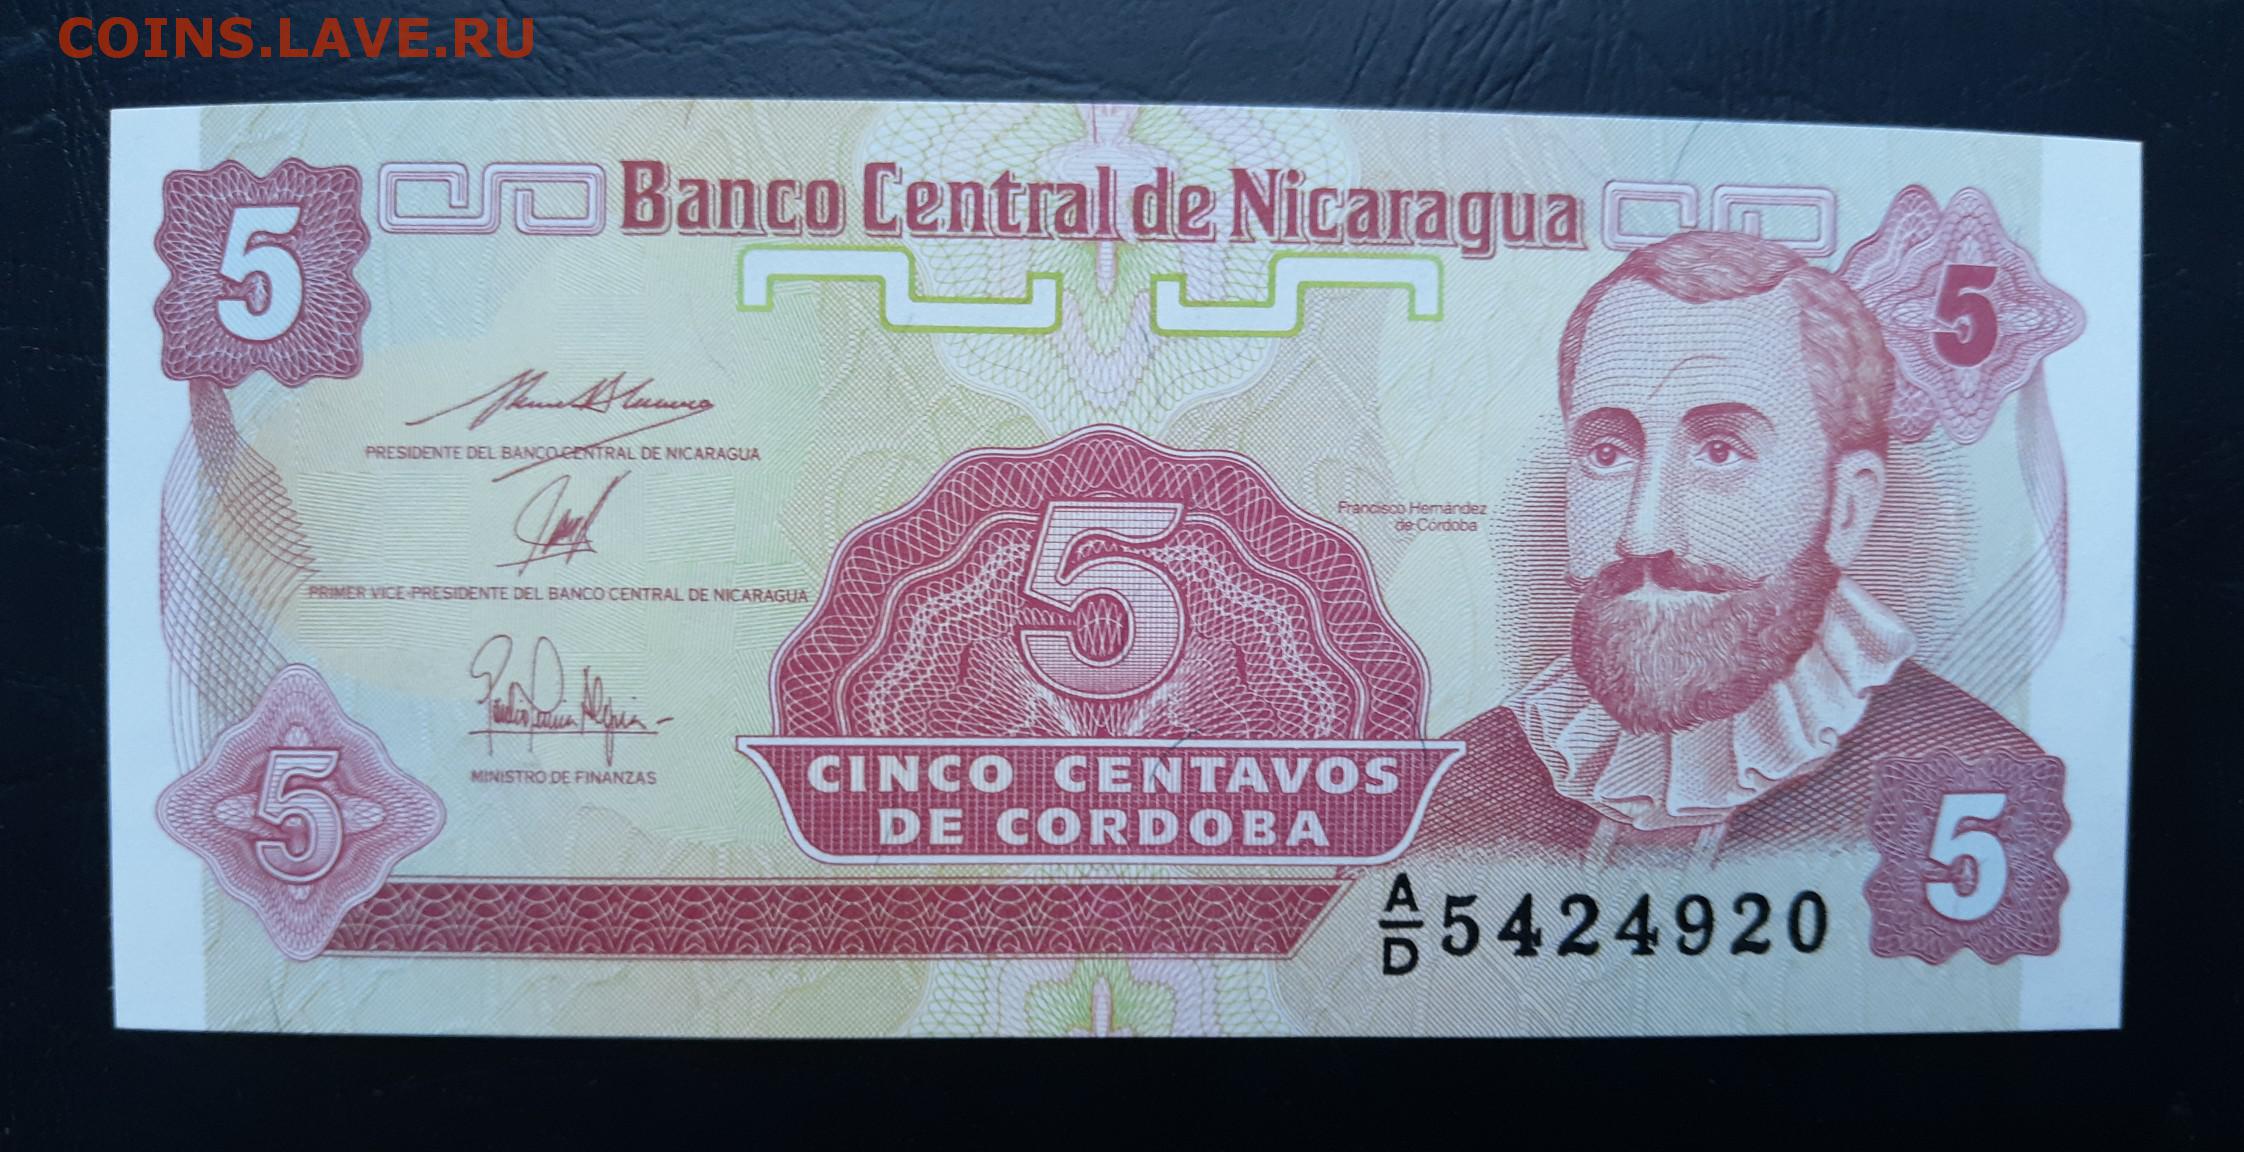 COINS.LAVE.RU
5
Banco Central de Nicaragua
5
PRESIDENTE DEL BANCO CENTRAL DE NICARAGUA
PRIMER VICE-PRESIDENTE DEL BANCO CENTRAL DE NICARAGUA
MINISTRO DE FINANZAS
Francisco Hernández
de Córdoba
5
5
CINCO CENTAVOS
DE CORDOBA
A/D 5424920
5